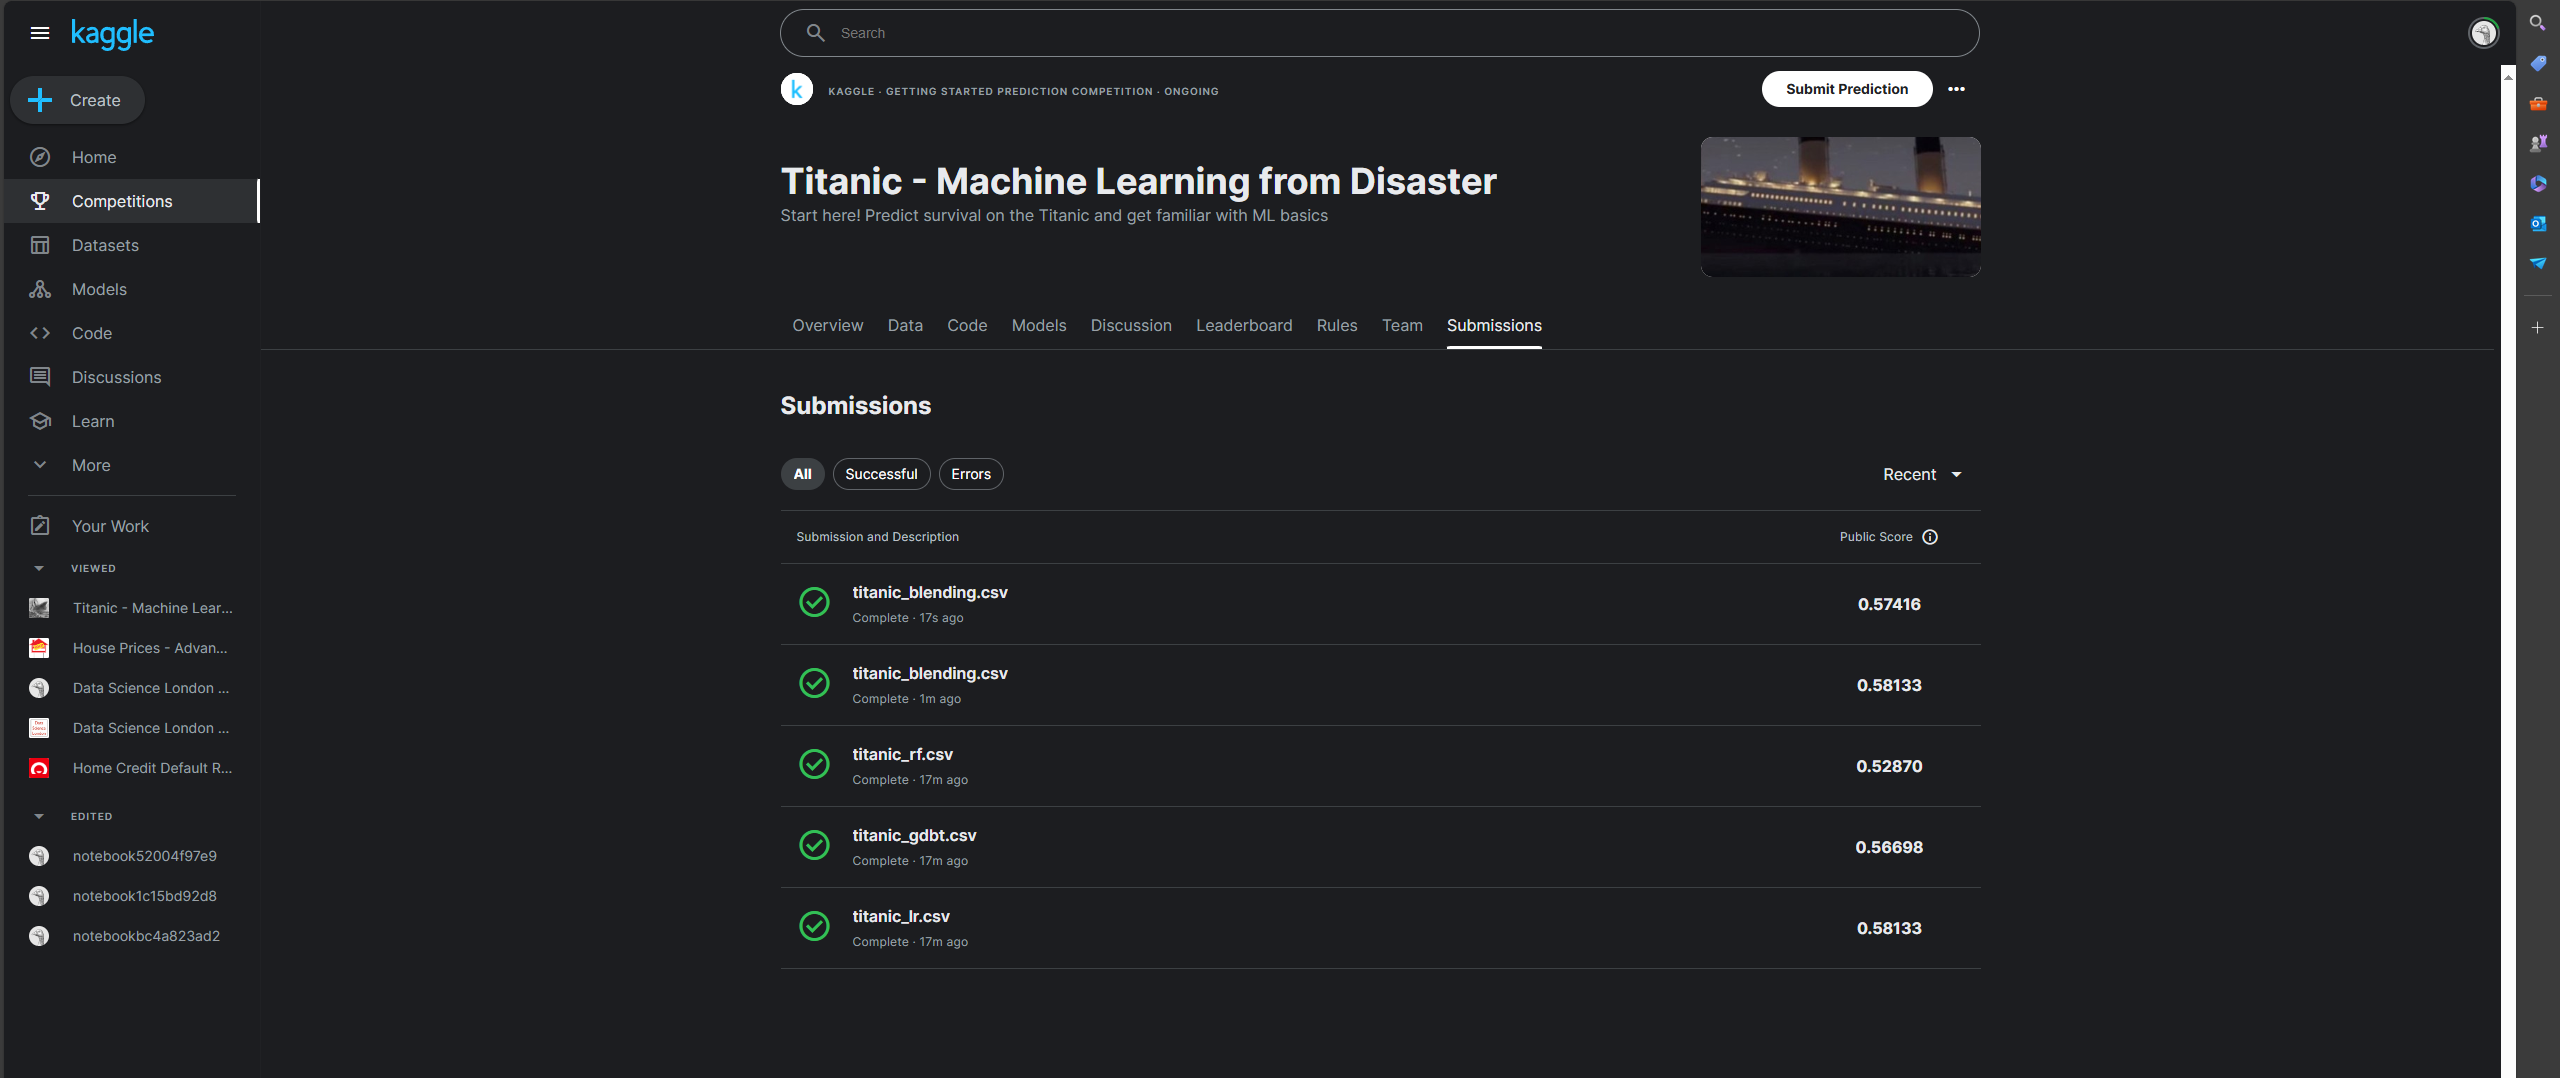 kaggle
Search
Create
Home
Competitions
Datasets
Models
Code
Discussions
Learn
More
Your Work
VIEWED
Titanic - Machine Lear...
House Prices - Advan...
Data Science London ...
Data Science London ...
Home Credit Default R...
EDITED
notebook52004f97e9
notebook1c15bd92d8
notebookbc4a823ad2
k
KAGGLE · GETTING STARTED PREDICTION COMPETITION · ONGOING
Submit Prediction
Titanic - Machine Learning from Disaster
Start here! Predict survival on the Titanic and get familiar with ML basics
Overview Data Code Models Discussion Leaderboard Rules Team Submissions
Submissions
All Successful Errors Recent
Submission and Description Public Score
titanic_blending.csv
Complete · 17s ago
0.57416
titanic_blending.csv
Complete · 1m ago
0.58133
titanic_rf.csv
Complete · 17m ago
0.52870
titanic_gdbt.csv
Complete · 17m ago
0.56698
titanic_lr.csv
Complete · 17m ago
0.58133